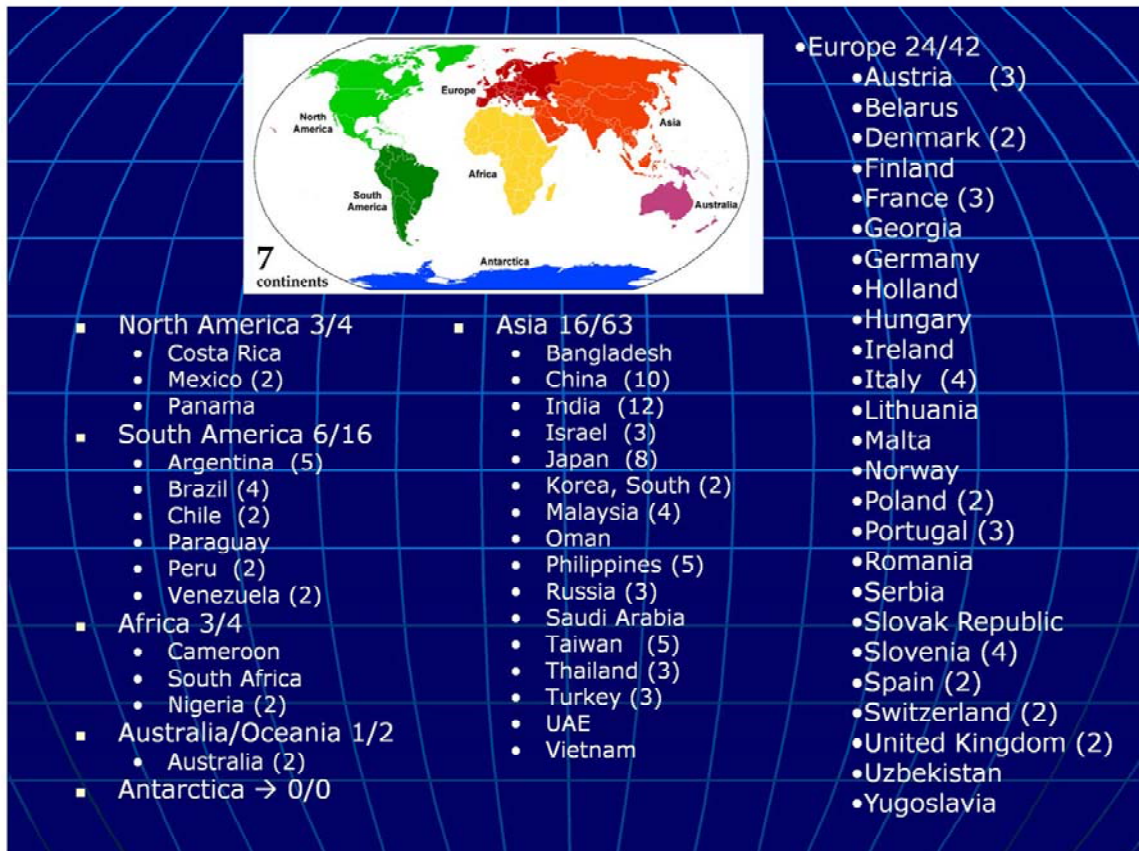 Europe
North America
Asia
Africa
South America
Australia
Antarctica
7
continents
▪ North America 3/4
• Costa Rica
• Mexico (2)
• Panama
▪ South America 6/16
• Argentina (5)
• Brazil (4)
• Chile (2)
• Paraguay
• Peru (2)
• Venezuela (2)
▪ Africa 3/4
• Cameroon
• South Africa
• Nigeria (2)
▪ Australia/Oceania 1/2
• Australia (2)
▪ Antarctica → 0/0
▪ Asia 16/63
• Bangladesh
• China (10)
• India (12)
• Israel (3)
• Japan (8)
• Korea, South (2)
• Malaysia (4)
• Oman
• Philippines (5)
• Russia (3)
• Saudi Arabia
• Taiwan (5)
• Thailand (3)
• Turkey (3)
• UAE
• Vietnam
•Europe 24/42
•Austria (3)
•Belarus
•Denmark (2)
•Finland
•France (3)
•Georgia
•Germany
•Holland
•Hungary
•Ireland
•Italy (4)
•Lithuania
•Malta
•Norway
•Poland (2)
•Portugal (3)
•Romania
•Serbia
•Slovak Republic
•Slovenia (4)
•Spain (2)
•Switzerland (2)
•United Kingdom (2)
•Uzbekistan
•Yugoslavia